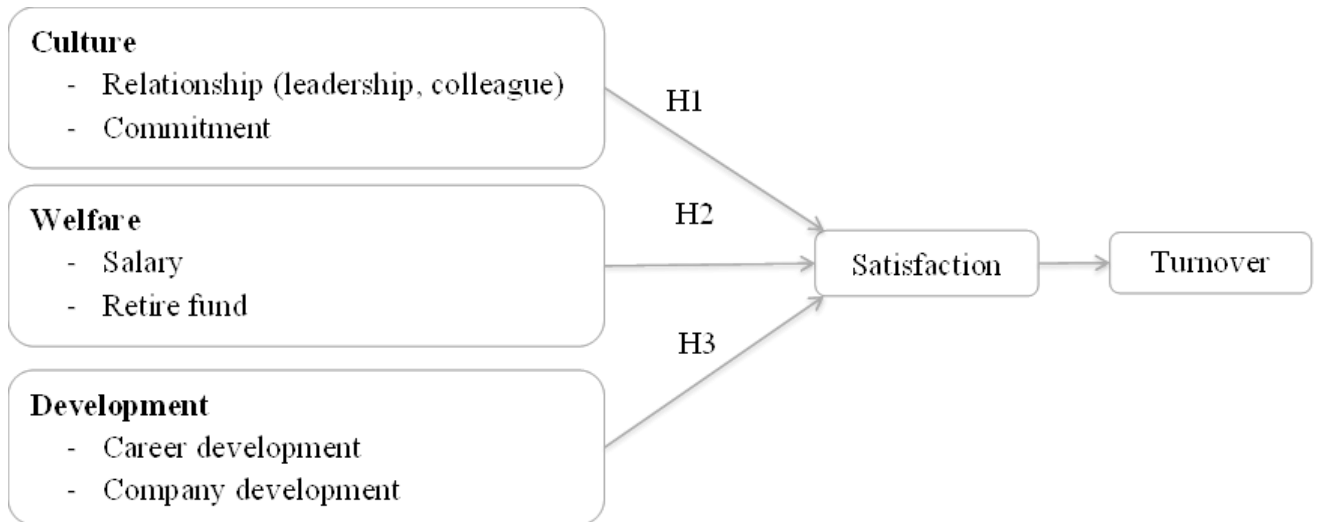 Culture
- Relationship (leadership, colleague)
- Commitment
H1
Welfare
- Salary
- Retire fund
H2
Satisfaction
Turnover
Development
- Career development
- Company development
H3